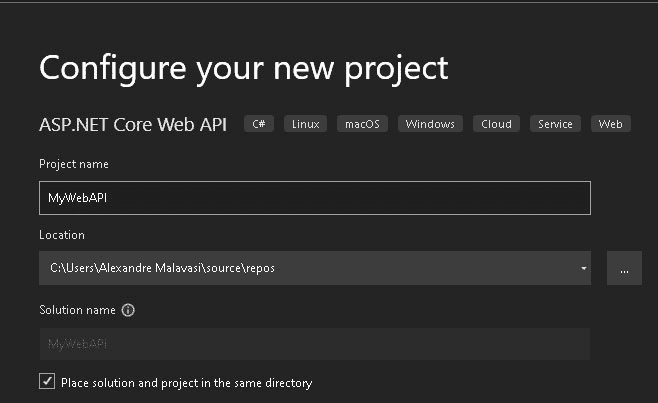 Configure your new project
ASP.NET Core Web API C# Linux macOS Windows Cloud Service Web
Project name
MyWebAPI
Location
C:\Users\Alexandre Malavasi\source\repos
...
Solution name
MyWebAPI
Place solution and project in the same directory